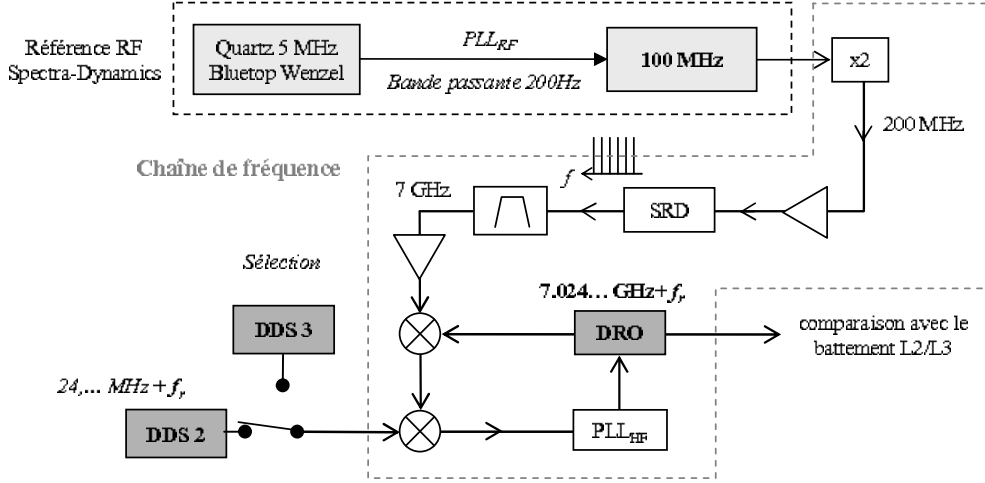 Référence RF
Spectra-Dynamics
Quartz 5 MHz
Bluetop Wenzel
PLL_RF
Bande passante 200Hz
100 MHz
x2
200 MHz
Chaîne de fréquence
f
7 GHz
SRD
Sélection
7.024... GHz+f_r
DDS 3
DRO
comparaison avec le
battement L2/L3
24,... MHz + f_r
DDS 2
PLL_HF